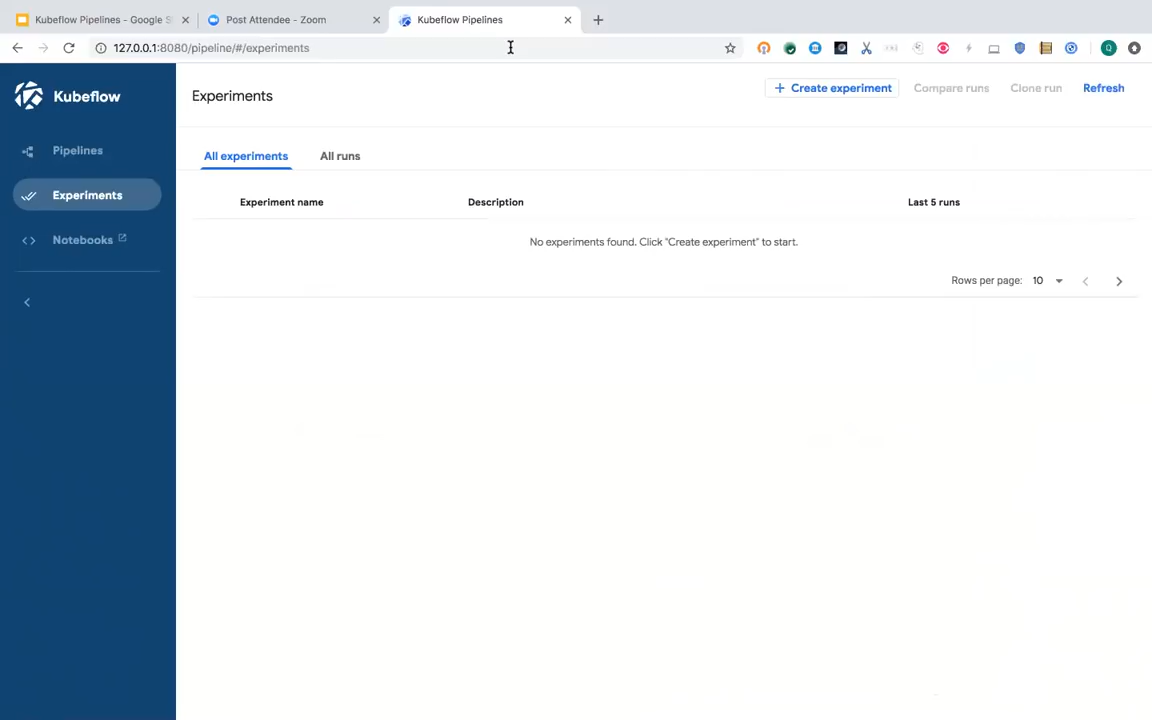 Kubeflow Pipelines - Google S
Post Attendee - Zoom
Kubeflow Pipelines
127.0.0.1:8080/pipeline/#/experiments
Q
Kubeflow
Experiments
+ Create experiment
Compare runs
Clone run
Refresh
Pipelines
Experiments
Notebooks
All experiments
All runs
Experiment name
Description
Last 5 runs
No experiments found. Click "Create experiment" to start.
Rows per page: 10